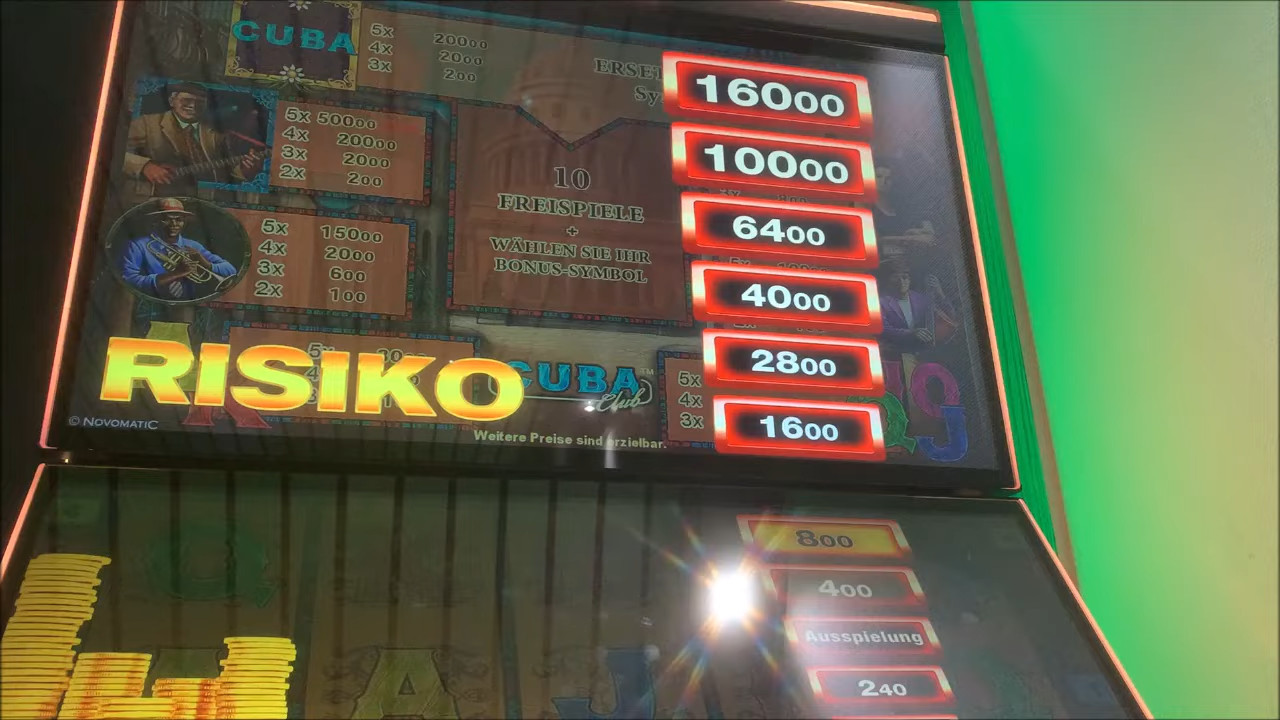 CUBA
5x 20000
4x 2000
3x 200
5x 50000
4x 20000
3x 2000
2x 200
5x 15000
4x 2000
3x 600
2x 100
10
FREISPIELE
+
WÄHLEN SIE IHR
BONUS-SYMBOL
16000
10000
6400
4000
2800
1600
RISIKO
CUBA™
Club
5x
4x
3x
© NOVOMATIC
Weitere Preise sind erzielbar.
Q
J
800
400
Ausspielung
240
A
J